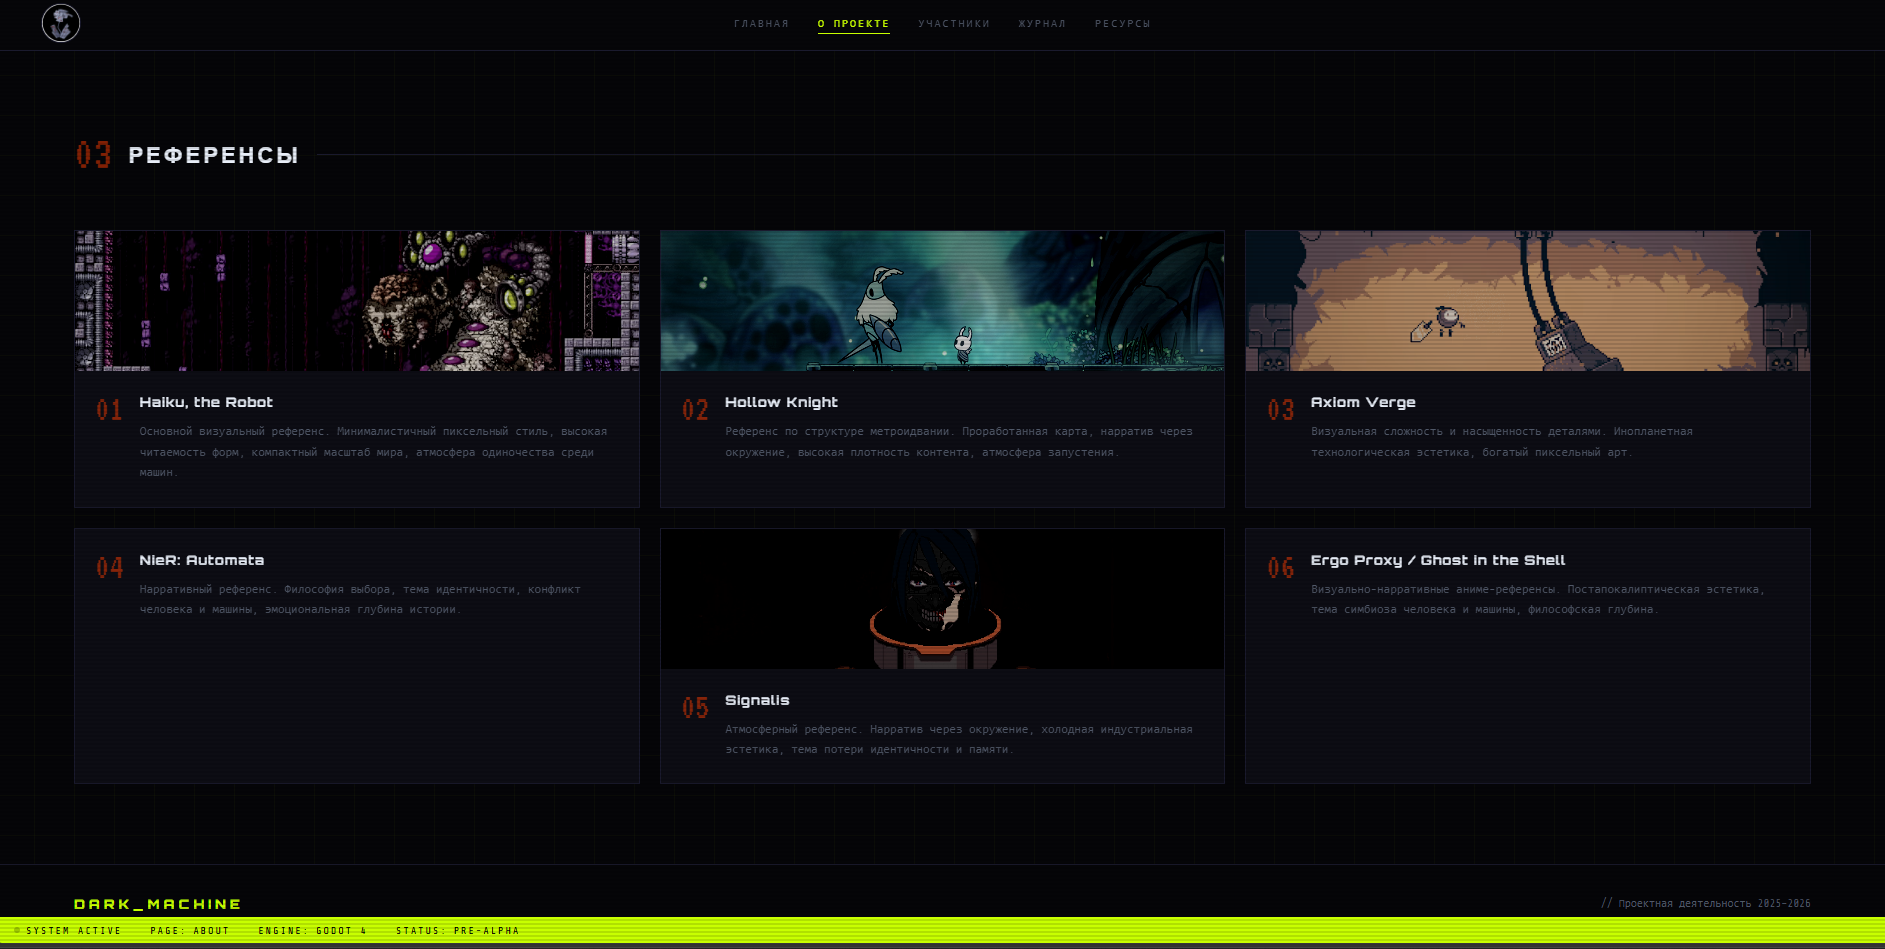 ГЛАВНАЯ О ПРОЕКТЕ УЧАСТНИКИ ЖУРНАЛ РЕСУРСЫ
03 РЕФЕРЕНСЫ
01 Haiku, the Robot
Основной визуальный референс. Минималистичный пиксельный стиль, высокая
читаемость форм, компактный масштаб мира, атмосфера одиночества среди
машин.
02 Hollow Knight
Референс по структуре метроидвании. Проработанная карта, нарратив через
окружение, высокая плотность контента, атмосфера запустения.
03 Axiom Verge
Визуальная сложность и насыщенность деталями. Инопланетная
технологическая эстетика, богатый пиксельный арт.
04 NieR: Automata
Нарративный референс. Философия выбора, тема идентичности, конфликт
человека и машины, эмоциональная глубина истории.
05 Signalis
Атмосферный референс. Нарратив через окружение, холодная индустриальная
эстетика, тема потери идентичности и памяти.
06 Ergo Proxy / Ghost in the Shell
Визуально-нарративные аниме-референсы. Постапокалиптическая эстетика,
тема симбиоза человека и машины, философская глубина.
DARK_MACHINE
// Проектная деятельность 2025–2026
SYSTEM ACTIVE PAGE: ABOUT ENGINE: GODOT 4 STATUS: PRE-ALPHA